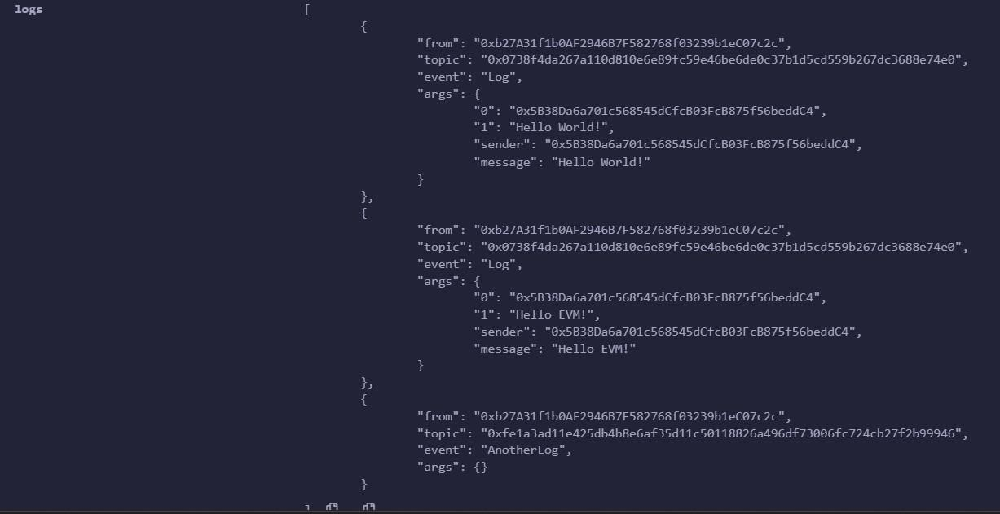 logs [
{
"from": "0xb27A31f1b0AF2946B7F582768f03239b1eC07c2c",
"topic": "0x0738f4da267a110d810e6e89fc59e46be6de0c37b1d5cd559b267dc3688e74e0",
"event": "Log",
"args": {
"0": "0x5B38Da6a701c568545dCfcB03FcB875f56beddC4",
"1": "Hello World!",
"sender": "0x5B38Da6a701c568545dCfcB03FcB875f56beddC4",
"message": "Hello World!"
}
},
{
"from": "0xb27A31f1b0AF2946B7F582768f03239b1eC07c2c",
"topic": "0x0738f4da267a110d810e6e89fc59e46be6de0c37b1d5cd559b267dc3688e74e0",
"event": "Log",
"args": {
"0": "0x5B38Da6a701c568545dCfcB03FcB875f56beddC4",
"1": "Hello EVM!",
"sender": "0x5B38Da6a701c568545dCfcB03FcB875f56beddC4",
"message": "Hello EVM!"
}
},
{
"from": "0xb27A31f1b0AF2946B7F582768f03239b1eC07c2c",
"topic": "0xfe1a3ad11e425db4b8e6af35d11c50118826a496df73006fc724cb27f2b99946",
"event": "AnotherLog",
"args": {}
}
]